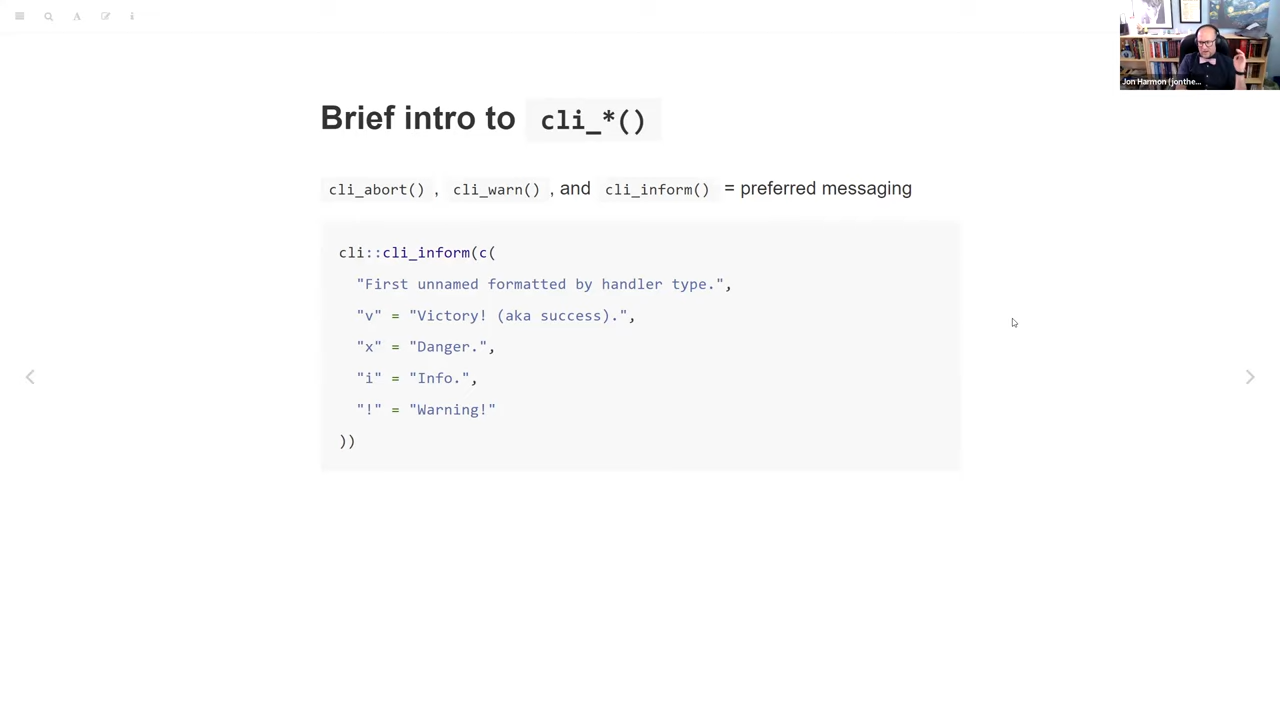 Jon Harmon (jonthe...
Brief intro to cli_*()
cli_abort() , cli_warn() , and cli_inform() = preferred messaging
cli::cli_inform(c(
"First unnamed formatted by handler type.",
"v" = "Victory! (aka success).",
"x" = "Danger.",
"i" = "Info.",
"!" = "Warning!"
))